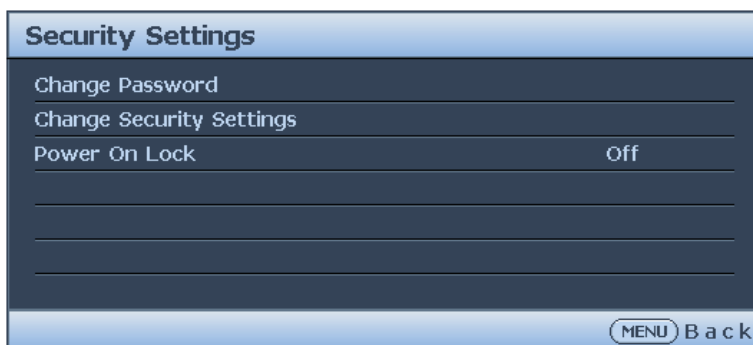 Security Settings
Change Password
Change Security Settings
Power On Lock Off
MENU Back